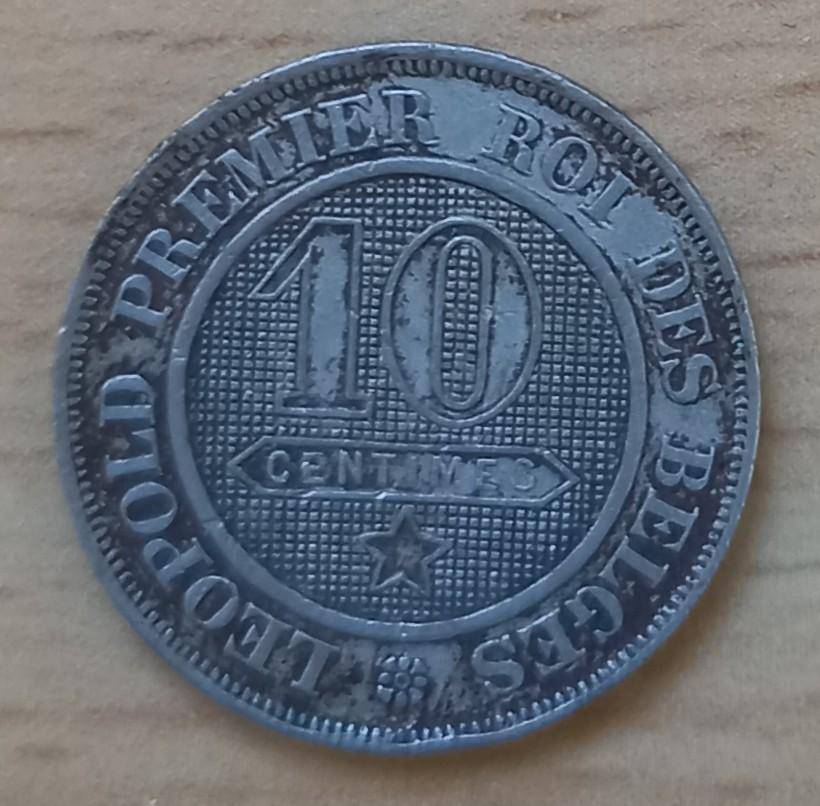 LEOPOLD PREMIER ROI DES BELGES
10
CENTIMES